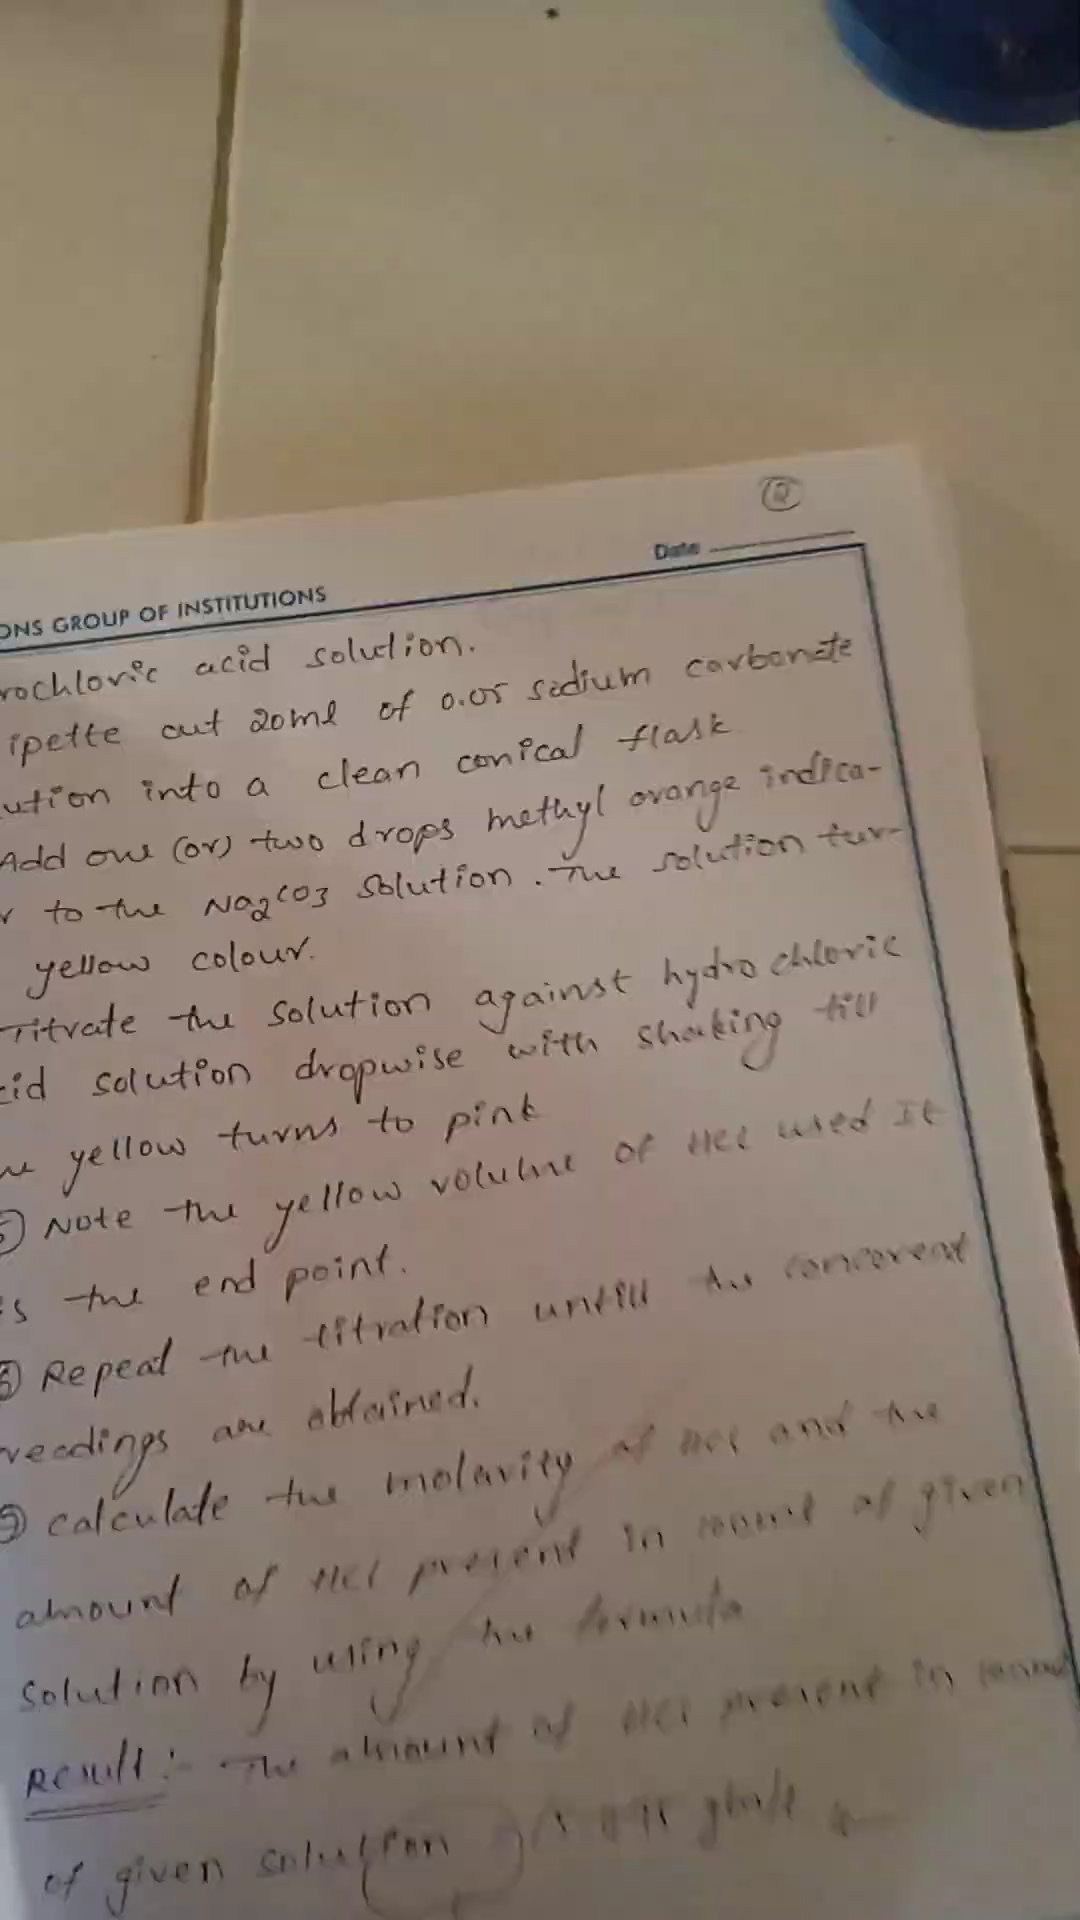 ②
Date
ONS GROUP OF INSTITUTIONS
rochloric acid solution.
ipette out 20ml of 0.05 sodium carbonate
ution into a clean conical flask
Add one (or) two drops methyl orange indica-
r to the Na2CO3 solution. The solution tur-
yellow colour.
Titrate the solution against hydrochloric
cid solution dropwise with shaking till
yellow turns to pink
⑤ Note the yellow volume of HCl used It
is the end point.
⑥ Repeat the titration untill the concorent
readings are obtained.
⑦ calculate the molarity of HCl and the
amount of HCl present in of given
solution by using the formula
Result :- The amount of HCl present in
of given solution